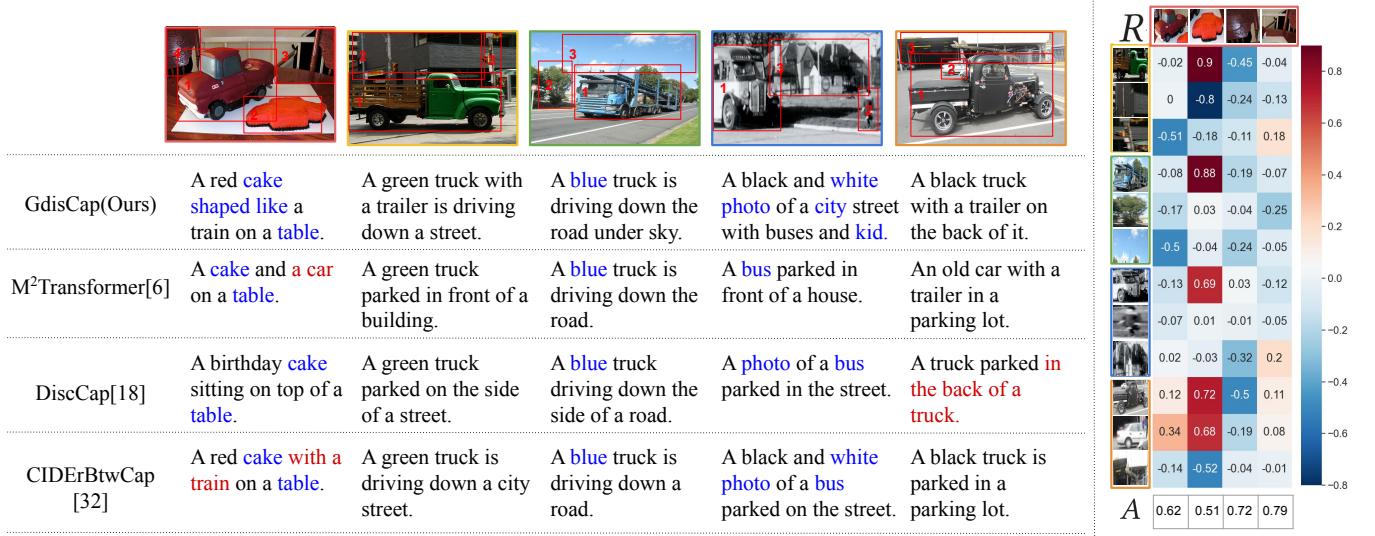 GdisCap(Ours)
A red cake
shaped like a
train on a table.
A green truck with
a trailer is driving
down a street.
A blue truck is
driving down the
road under sky.
A black and white
photo of a city street
with buses and kid.
A black truck
with a trailer on
the back of it.
M²Transformer[6]
A cake and a car
on a table.
A green truck
parked in front of a
building.
A blue truck is
driving down the
road.
A bus parked in
front of a house.
An old car with a
trailer in a
parking lot.
DiscCap[18]
A birthday cake
sitting on top of a
table.
A green truck
parked on the side
of a street.
A blue truck
driving down the
side of a road.
A photo of a bus
parked in the street.
A truck parked in
the back of a
truck.
CIDErBtwCap
[32]
A red cake with a
train on a table.
A green truck is
driving down a city
street.
A blue truck is
driving down a
road.
A black and white
photo of a bus
parked on the street.
A black truck is
parked in a
parking lot.
R
-0.02 0.9 -0.45 -0.04
0 -0.8 -0.24 -0.13
-0.51 -0.18 -0.11 0.18
-0.08 0.88 -0.19 -0.07
-0.17 0.03 -0.04 -0.25
-0.5 -0.04 -0.24 -0.05
-0.13 0.69 0.03 -0.12
-0.07 0.01 -0.01 -0.05
0.02 -0.03 -0.32 0.2
0.12 0.72 -0.5 0.11
0.34 0.68 -0.19 0.08
-0.14 -0.52 -0.04 -0.01
A 0.62 0.51 0.72 0.79
0.8
0.6
0.4
0.2
0.0
−0.2
−0.4
−0.6
−0.8